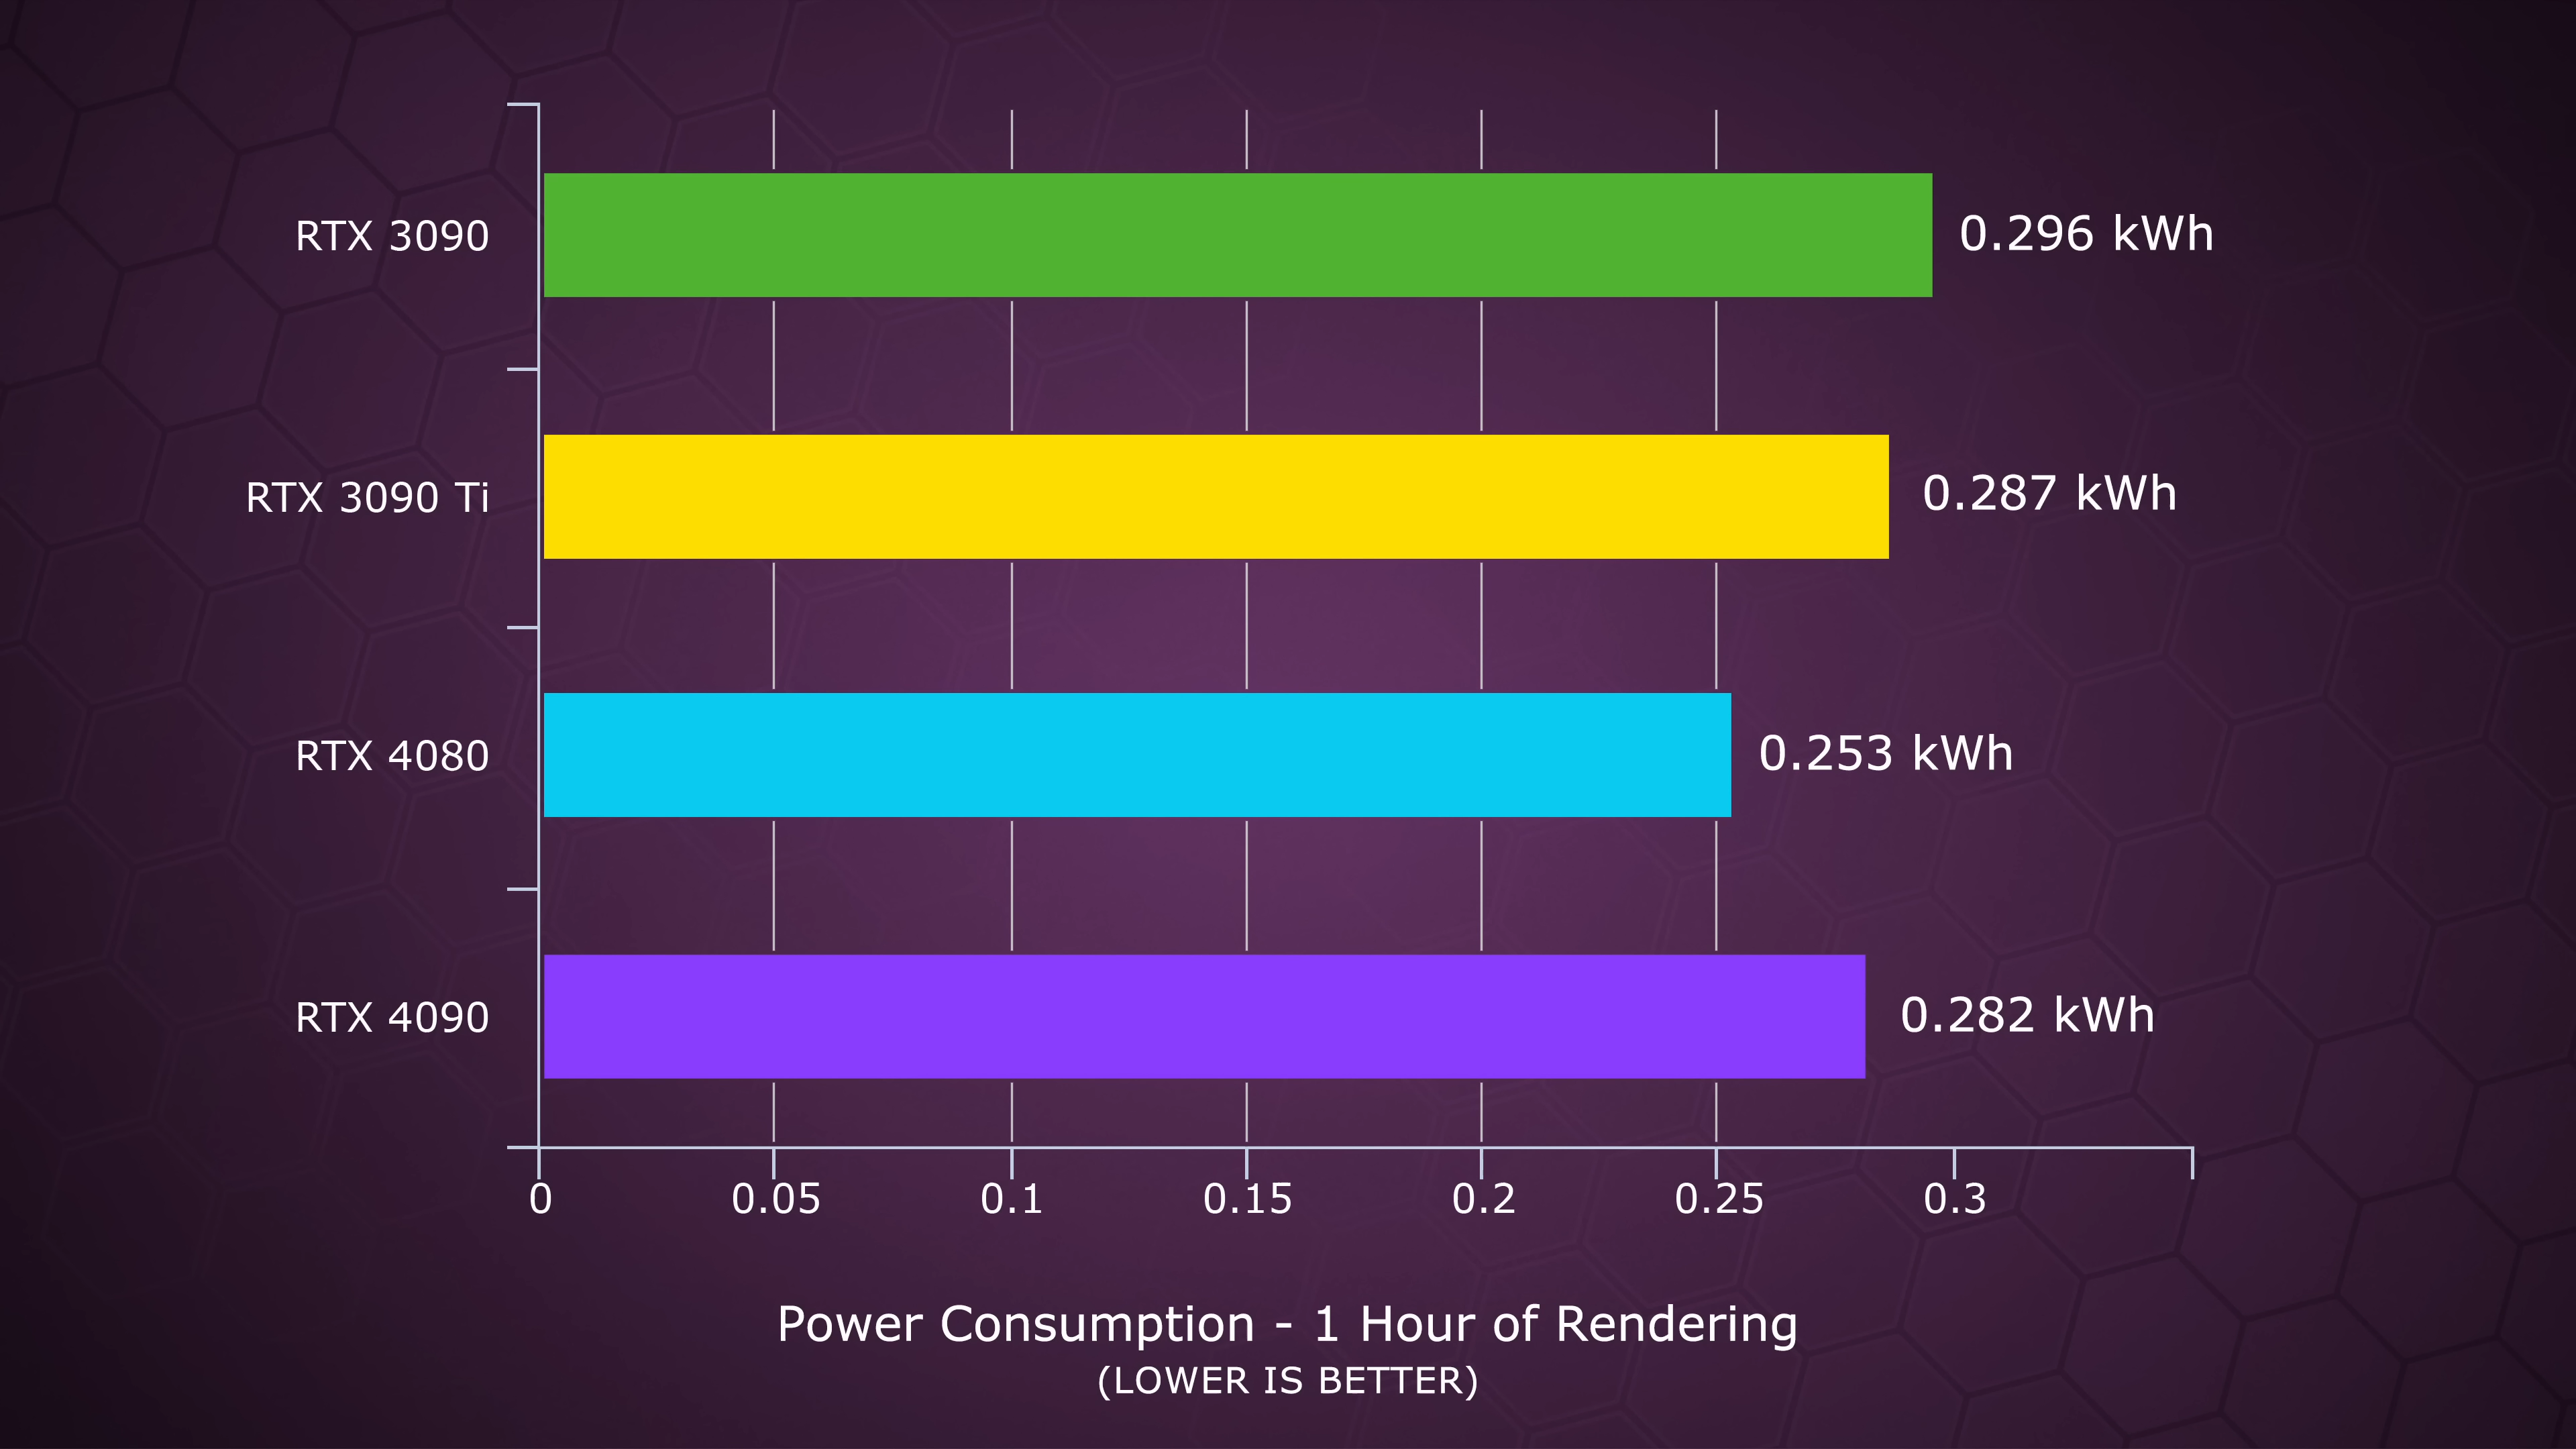 RTX 3090
0.296 kWh
RTX 3090 Ti
0.287 kWh
RTX 4080
0.253 kWh
RTX 4090
0.282 kWh
0 0.05 0.1 0.15 0.2 0.25 0.3
Power Consumption - 1 Hour of Rendering
(LOWER IS BETTER)